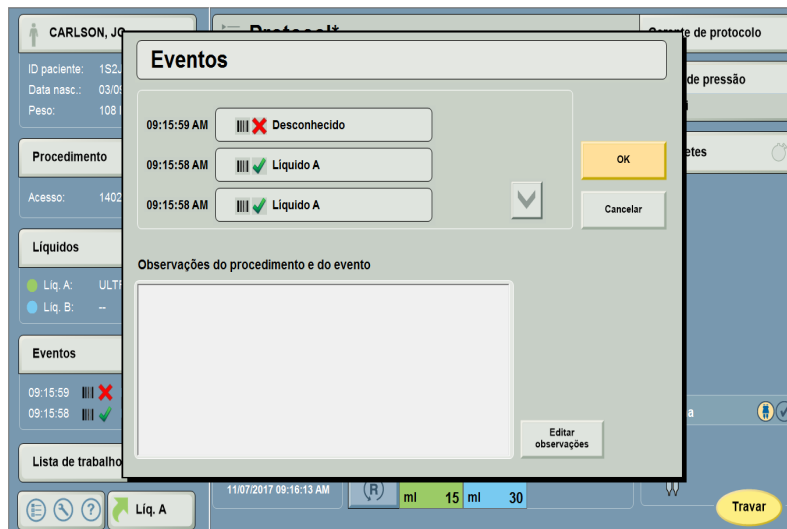 CARLSON, JO
Protocol*
Gerente de protocolo
ID paciente: 1S2J
Data nasc.: 03/09
Peso: 108
de pressão
Eventos
09:15:59 AM Desconhecido
09:15:58 AM Líquido A
09:15:58 AM Líquido A
OK
Cancelar
Procedimento
Acesso: 1402
Líquidos
Líq. A: ULTR
Líq. B: --
Observações do procedimento e do evento
Editar
observações
Eventos
09:15:59
09:15:58
Lista de trabalho
Líq. A
11/07/2017 09:16:13 AM
R
ml 15 ml 30
a
etes
Travar